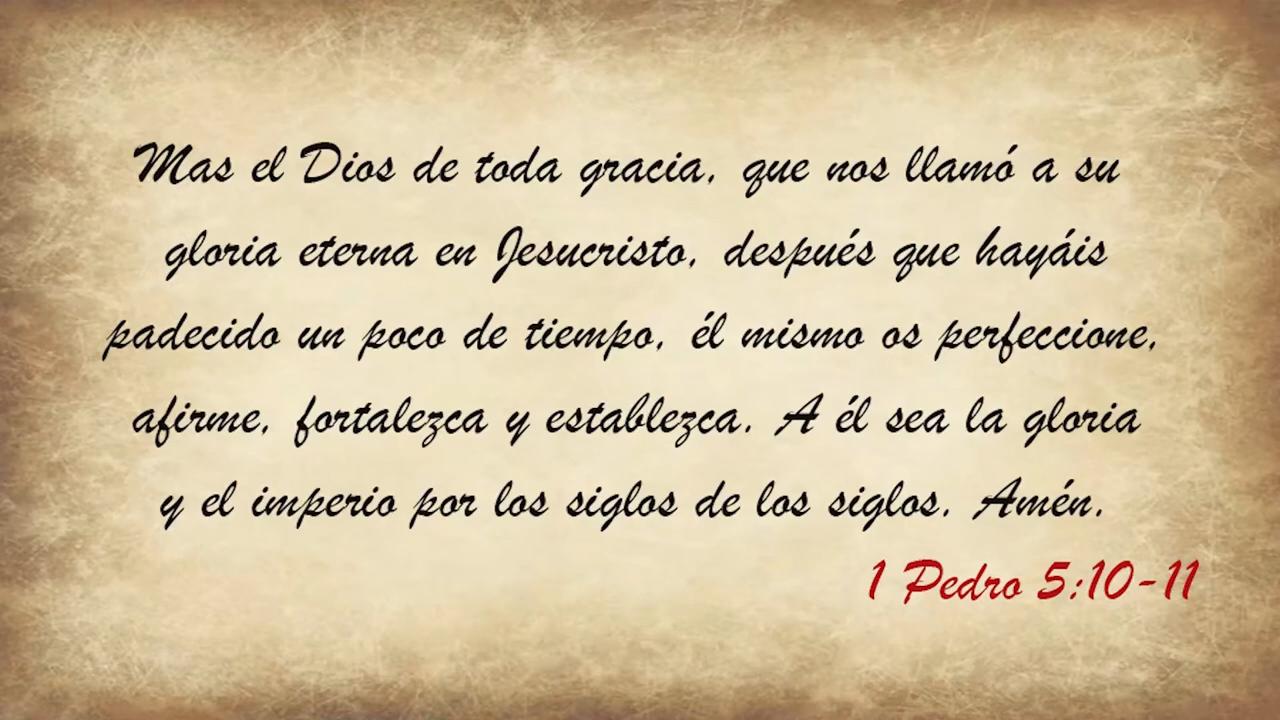 Mas el Dios de toda gracia, que nos llamó a su
gloria eterna en Jesucristo, después que hayáis
padecido un poco de tiempo, él mismo os perfeccione,
afirme, fortalezca y establezca. A él sea la gloria
y el imperio por los siglos de los siglos. Amén.
1 Pedro 5:10-11